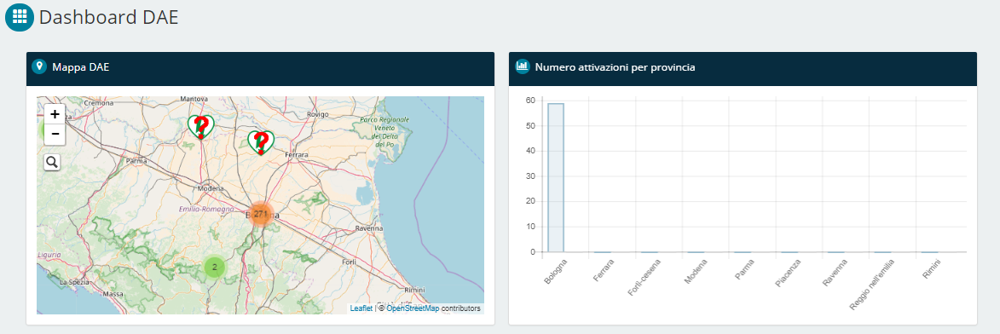 Dashboard DAE
Mappa DAE
Numero attivazioni per provincia
+
−
Cremona
Mantova
Rovigo
Parco Regionale
Veneto
del Delta
del Po
?
?
Ferrara
Parma
Modena
Emilia-Romagna
271
Ravenna
2
Liguria
Forlì
La Spezia
Massa
Rimini
Leaflet | © OpenStreetMap contributors
60
50
40
30
20
10
0
Bologna
Ferrara
Forlì-cesena
Modena
Parma
Piacenza
Ravenna
Reggio nell'emilia
Rimini